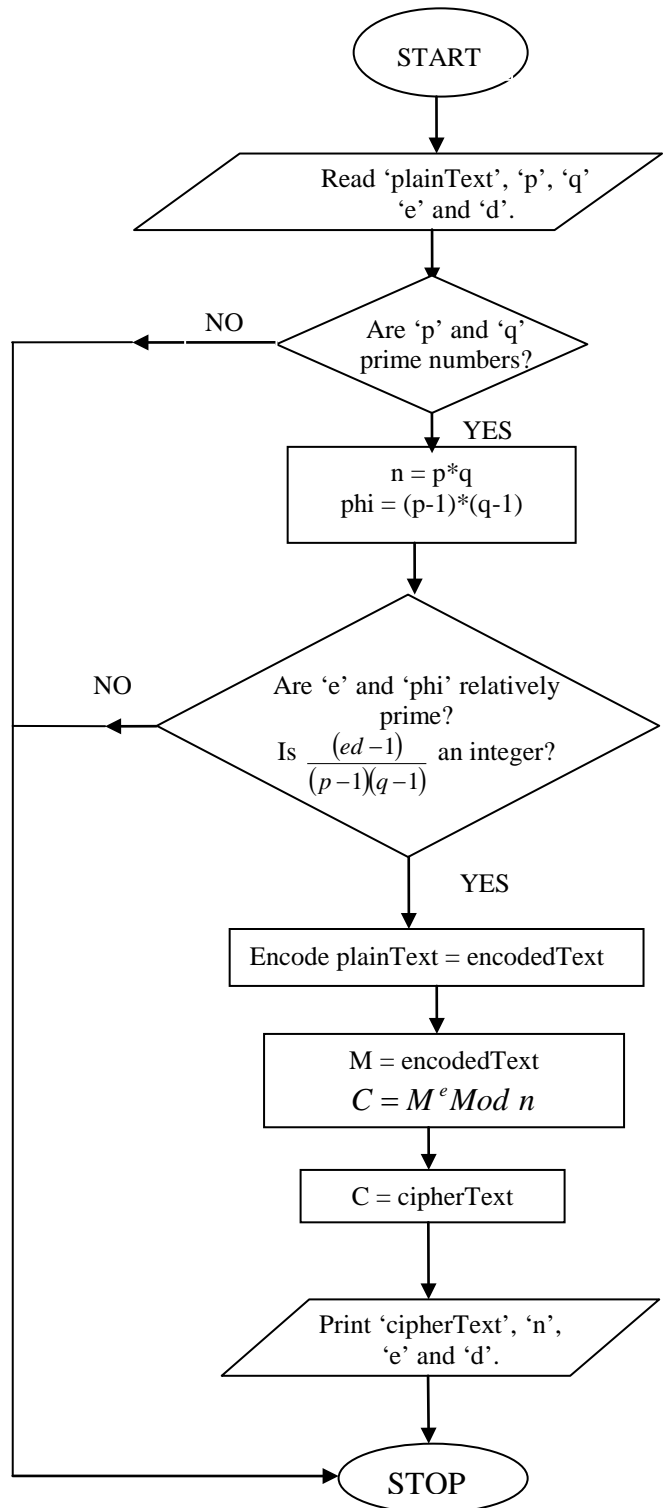 START
Read ‘plainText’, ‘p’, ‘q’
‘e’ and ‘d’.
NO
Are ‘p’ and ‘q’
prime numbers?
YES
n = p*q
phi = (p-1)*(q-1)
NO
Are ‘e’ and ‘phi’ relatively
prime?
Is (ed −1)/(p −1)(q −1) an integer?
YES
Encode plainText = encodedText
M = encodedText
C = M^e Mod n
C = cipherText
Print ‘cipherText’, ‘n’,
‘e’ and ‘d’.
STOP